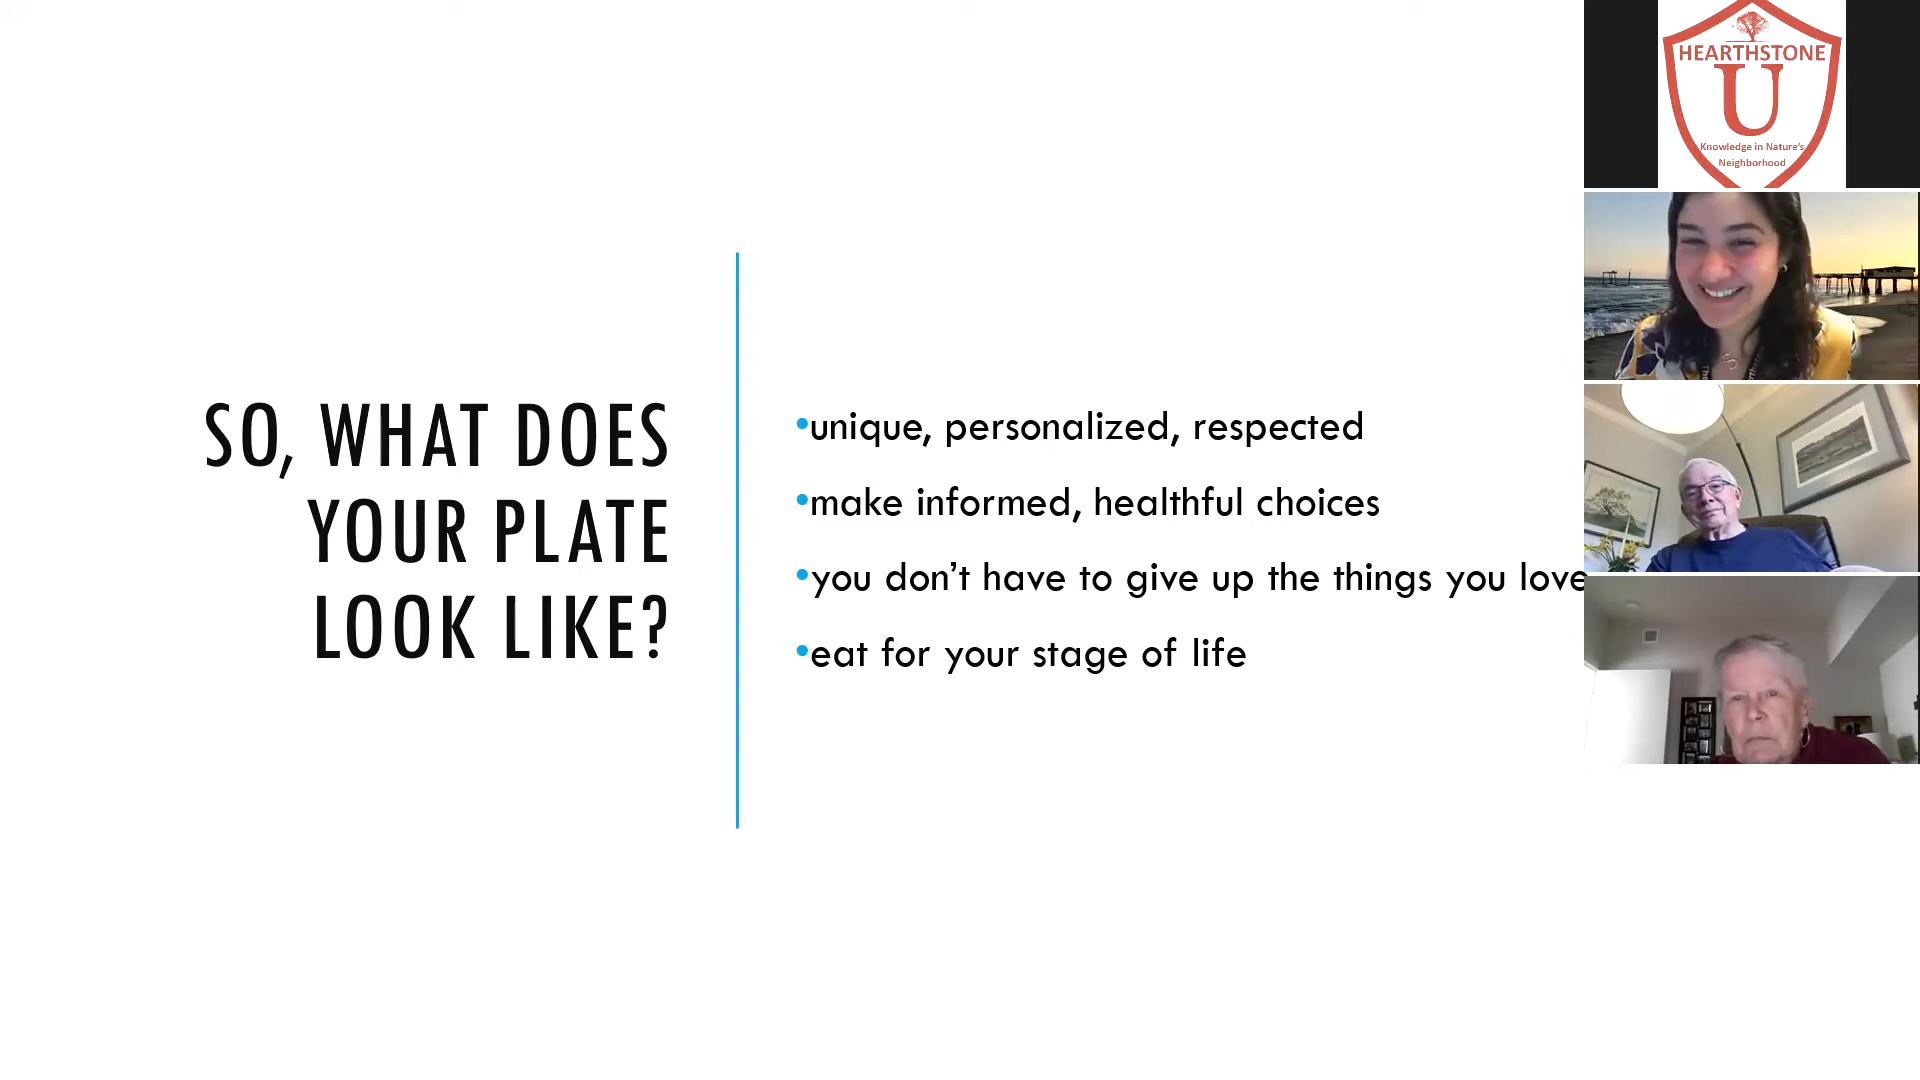 SO, WHAT DOES
YOUR PLATE
LOOK LIKE?
•unique, personalized, respected
•make informed, healthful choices
•you don’t have to give up the things you love
•eat for your stage of life
HEARTHSTONE
U
Knowledge in Nature's
Neighborhood